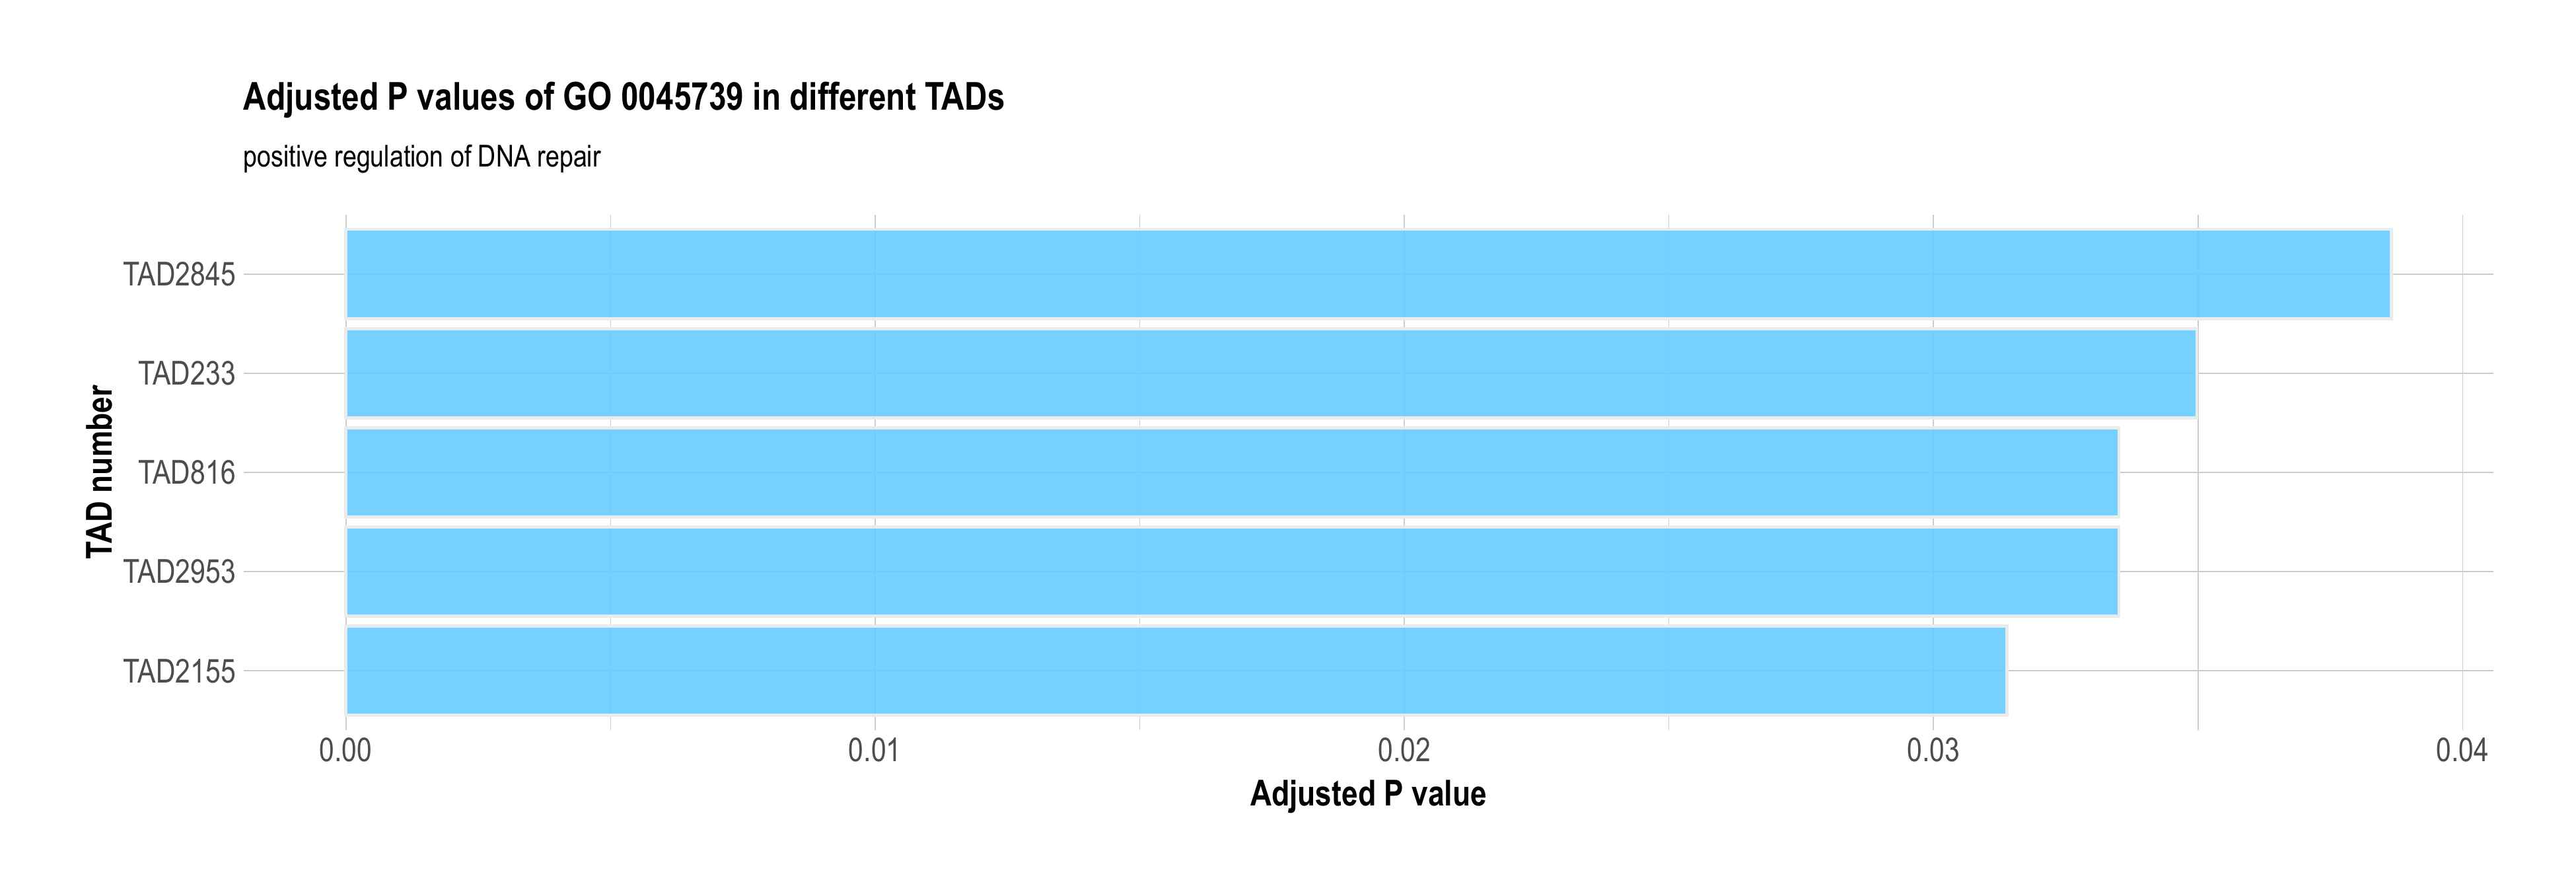 Adjusted P values of GO 0045739 in different TADs
positive regulation of DNA repair
TAD number
TAD2845
TAD233
TAD816
TAD2953
TAD2155
0.00 0.01 0.02 0.03 0.04
Adjusted P value